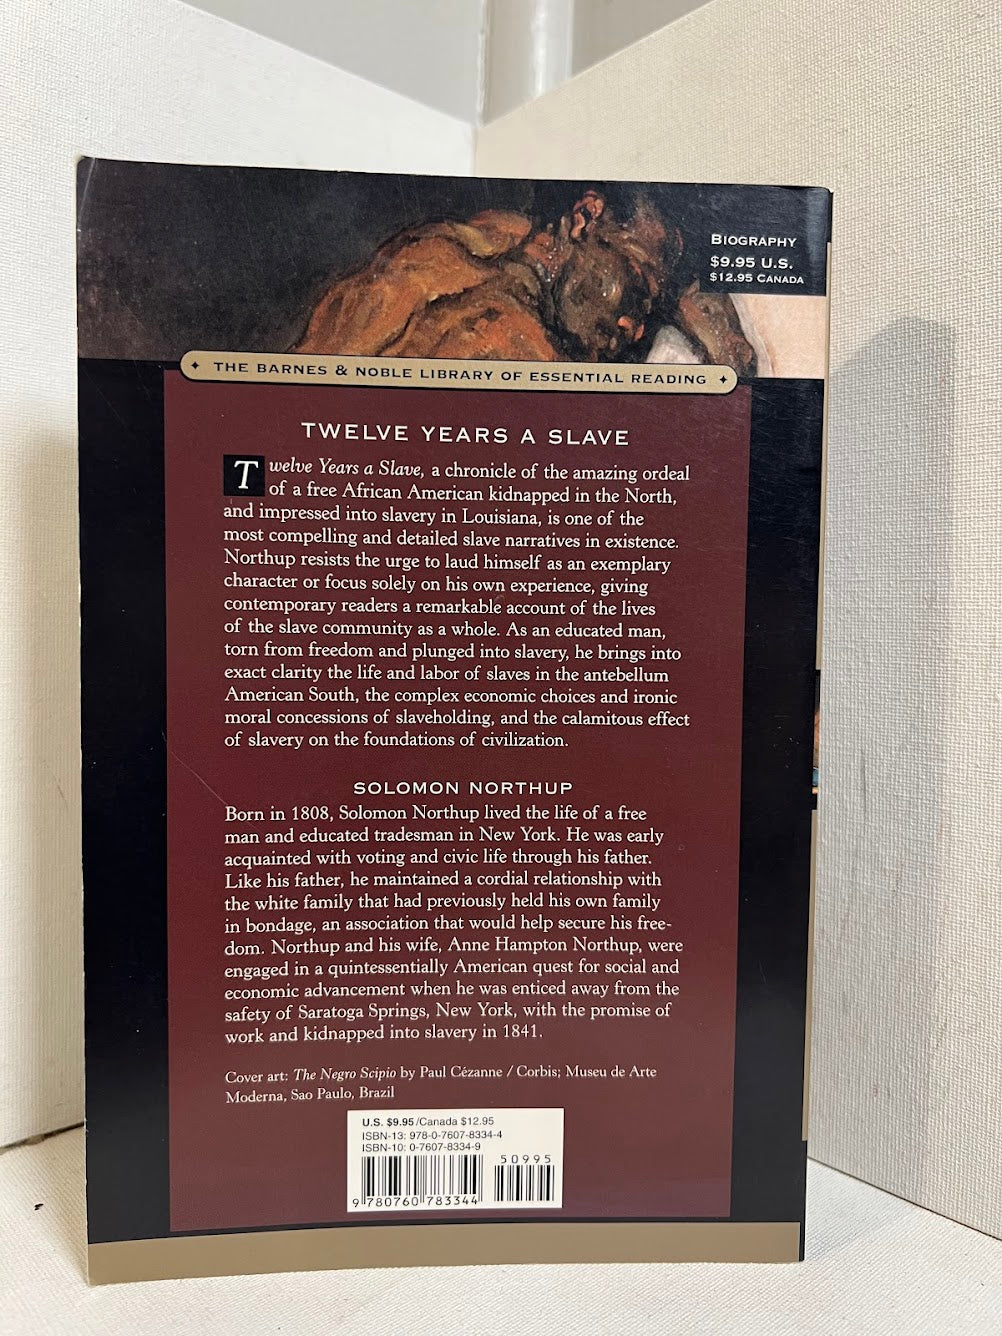 BIOGRAPHY
$9.95 U.S.
$12.95 CANADA
✦ THE BARNES & NOBLE LIBRARY OF ESSENTIAL READING ✦
TWELVE YEARS A SLAVE
Twelve Years a Slave, a chronicle of the amazing ordeal
of a free African American kidnapped in the North,
and impressed into slavery in Louisiana, is one of the
most compelling and detailed slave narratives in existence.
Northup resists the urge to laud himself as an exemplary
character or focus solely on his own experience, giving
contemporary readers a remarkable account of the lives
of the slave community as a whole. As an educated man,
torn from freedom and plunged into slavery, he brings into
exact clarity the life and labor of slaves in the antebellum
American South, the complex economic choices and ironic
moral concessions of slaveholding, and the calamitous effect
of slavery on the foundations of civilization.
SOLOMON NORTHUP
Born in 1808, Solomon Northup lived the life of a free
man and educated tradesman in New York. He was early
acquainted with voting and civic life through his father.
Like his father, he maintained a cordial relationship with
the white family that had previously held his own family
in bondage, an association that would help secure his free-
dom. Northup and his wife, Anne Hampton Northup, were
engaged in a quintessentially American quest for social and
economic advancement when he was enticed away from the
safety of Saratoga Springs, New York, with the promise of
work and kidnapped into slavery in 1841.
Cover art: The Negro Scipio by Paul Cézanne / Corbis; Museu de Arte
Moderna, Sao Paulo, Brazil
U.S. $9.95/Canada $12.95
ISBN-13: 978-0-7607-8334-4
ISBN-10: 0-7607-8334-9
50995
9 780760 783344